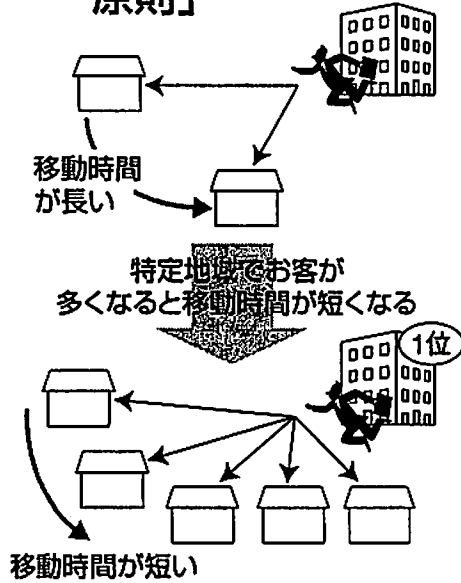 原則」
移動時間
が長い
特定地域でお客が
多くなると移動時間が短くなる
1位
移動時間が短い